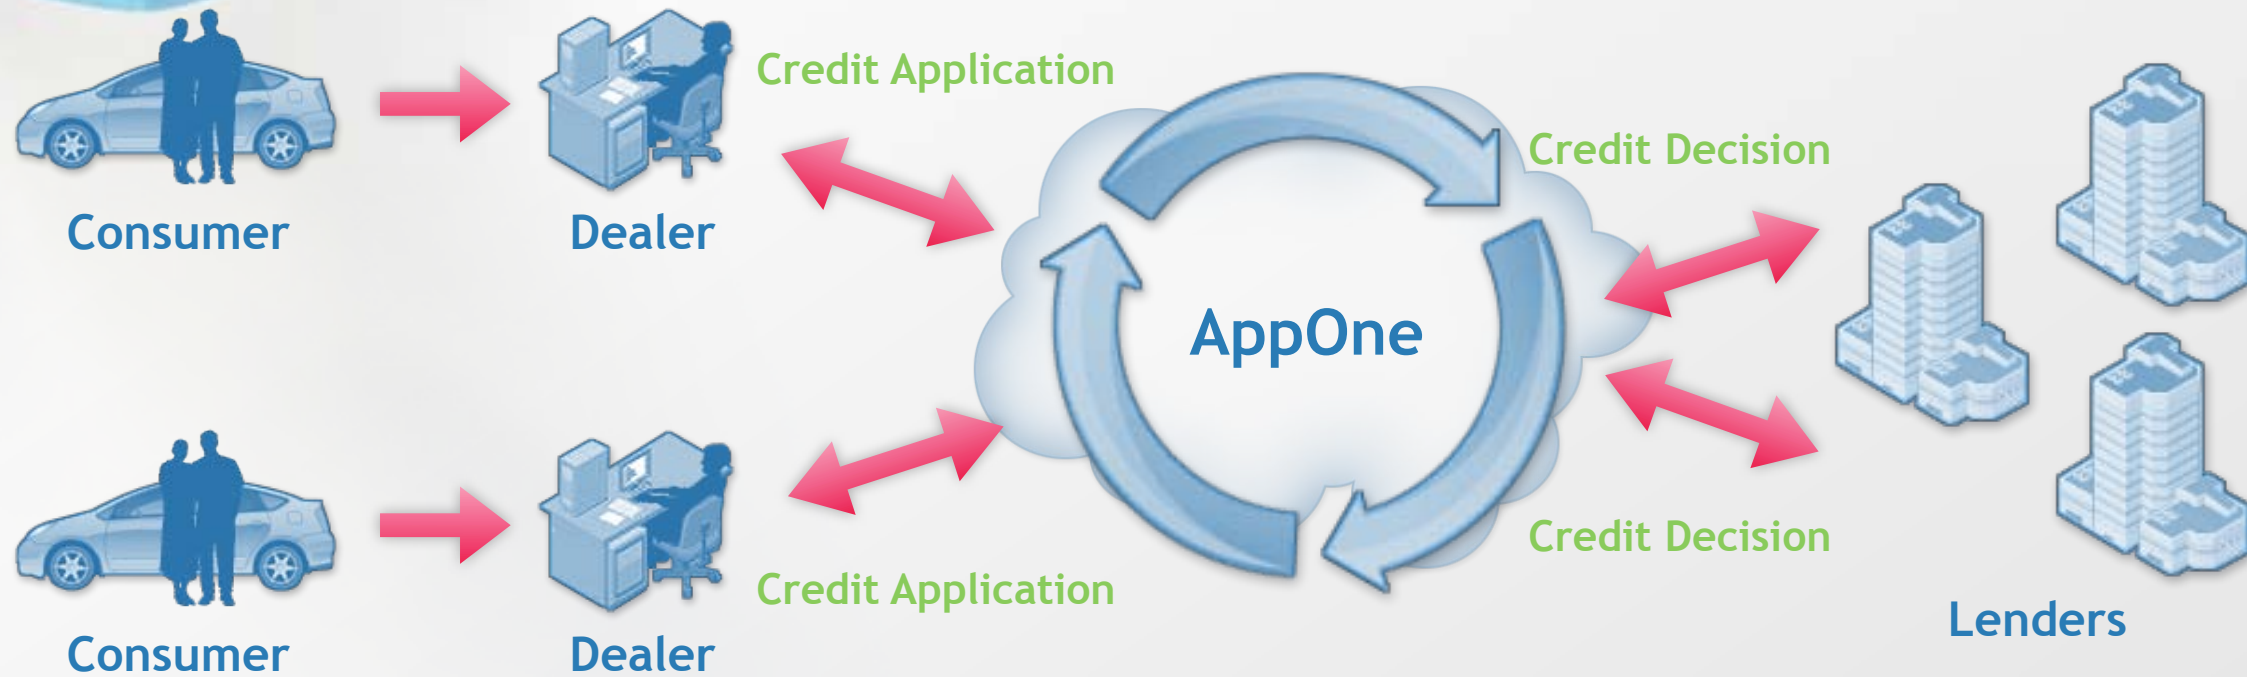 Credit Application
Credit Decision
Consumer
Dealer
AppOne
Credit Decision
Credit Application
Lenders
Consumer
Dealer